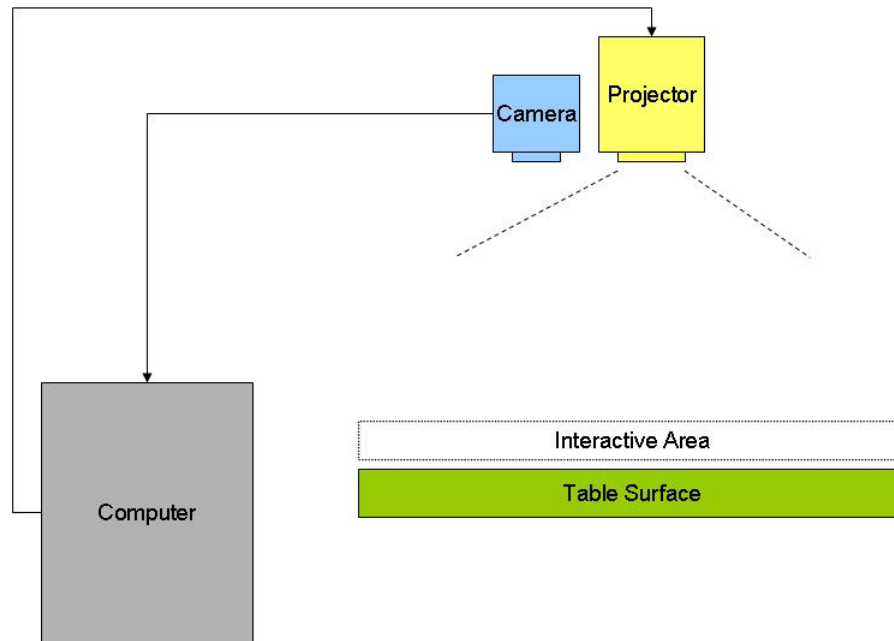 Projector
Camera
Interactive Area
Table Surface
Computer